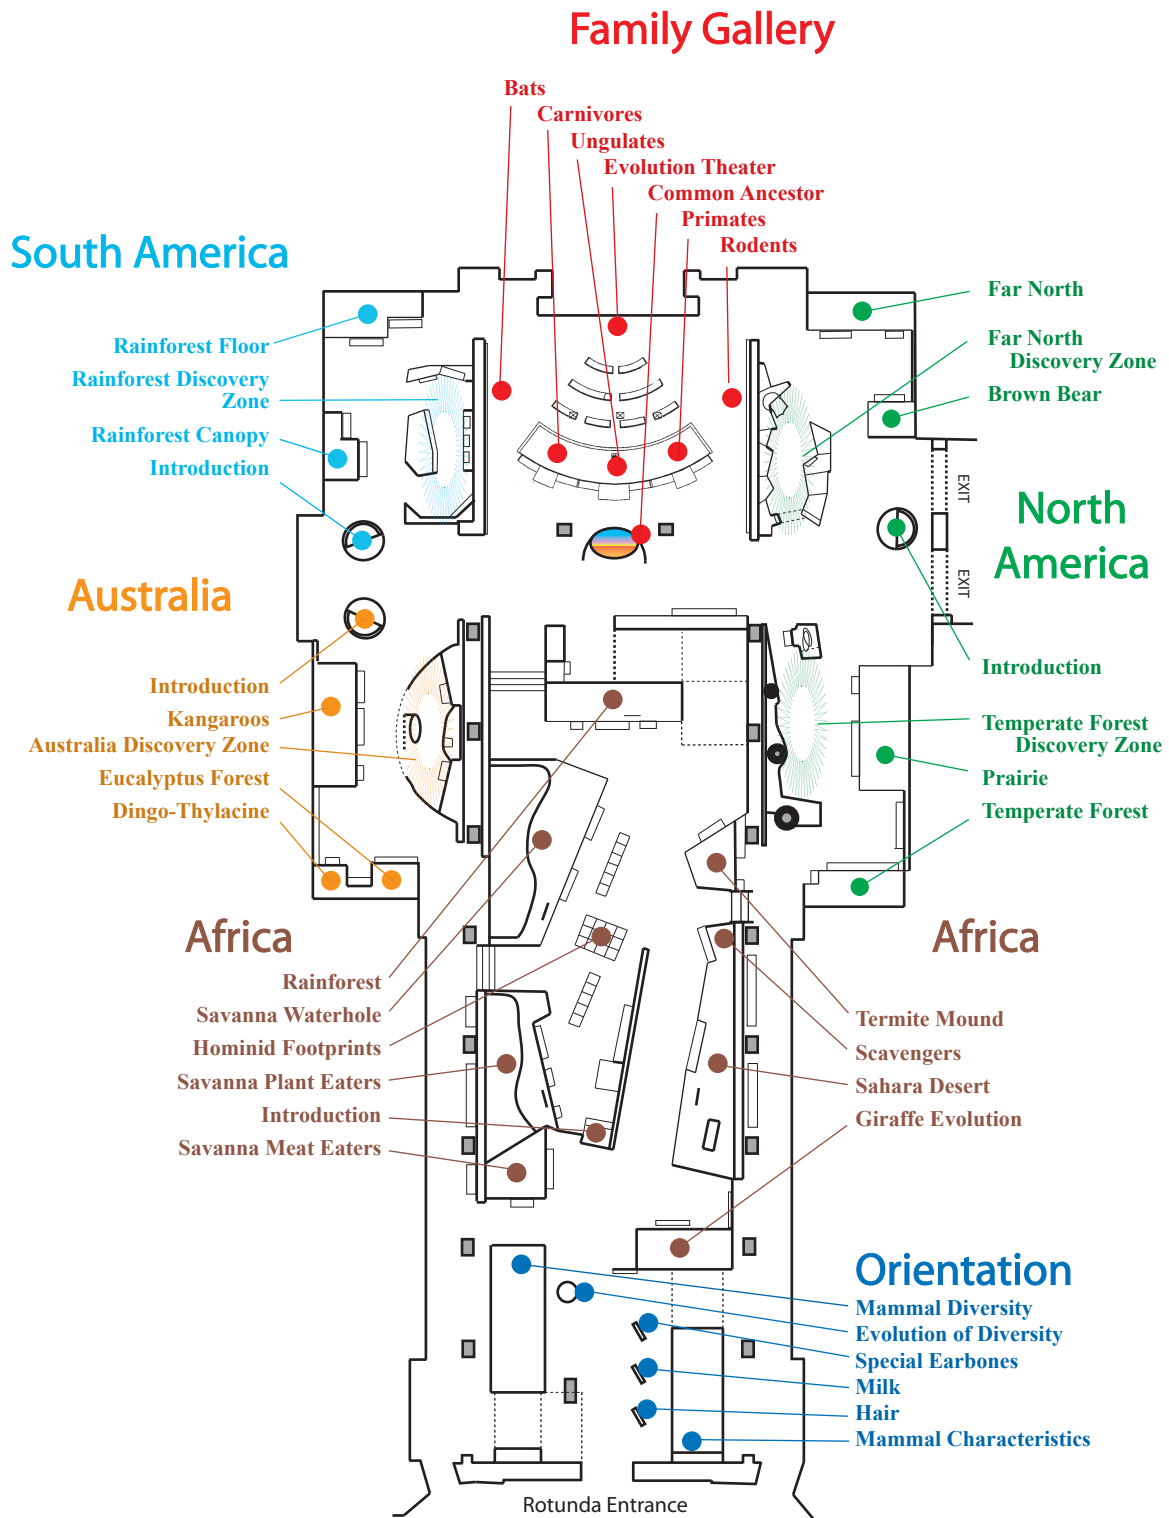 Family Gallery
Bats
Carnivores
Ungulates
Evolution Theater
Common Ancestor
Primates
Rodents
South America
Rainforest Floor
Rainforest Discovery
Zone
Rainforest Canopy
Introduction
Far North
Far North
Discovery Zone
Brown Bear
EXIT
North
America
EXIT
Introduction
Temperate Forest
Discovery Zone
Prairie
Temperate Forest
Australia
Introduction
Kangaroos
Australia Discovery Zone
Eucalyptus Forest
Dingo-Thylacine
Africa
Rainforest
Savanna Waterhole
Hominid Footprints
Savanna Plant Eaters
Introduction
Savanna Meat Eaters
Africa
Termite Mound
Scavengers
Sahara Desert
Giraffe Evolution
Orientation
Mammal Diversity
Evolution of Diversity
Special Earbones
Milk
Hair
Mammal Characteristics
Rotunda Entrance